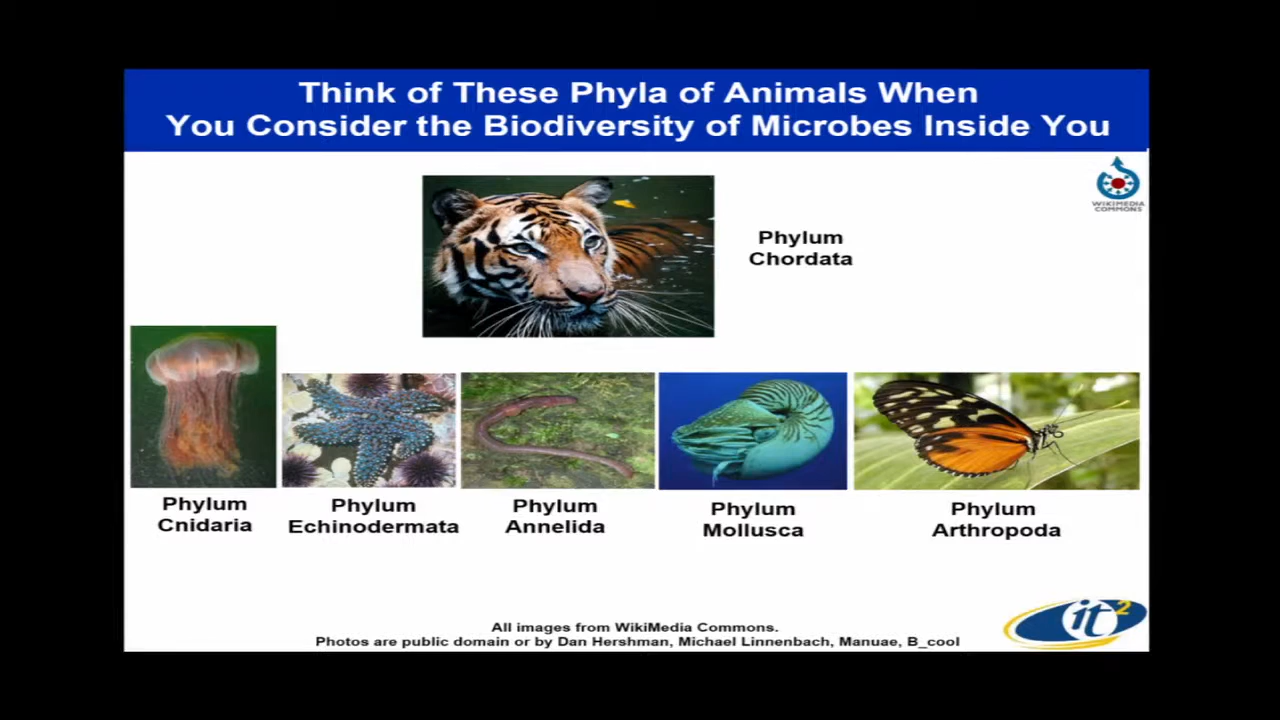 Think of These Phyla of Animals When
You Consider the Biodiversity of Microbes Inside You
WIKIMEDIA
COMMONS
Phylum
Chordata
Phylum
Cnidaria
Phylum
Echinodermata
Phylum
Annelida
Phylum
Mollusca
Phylum
Arthropoda
All images from WikiMedia Commons.
Photos are public domain or by Dan Hershman, Michael Linnenbach, Manuae, B_cool
it2